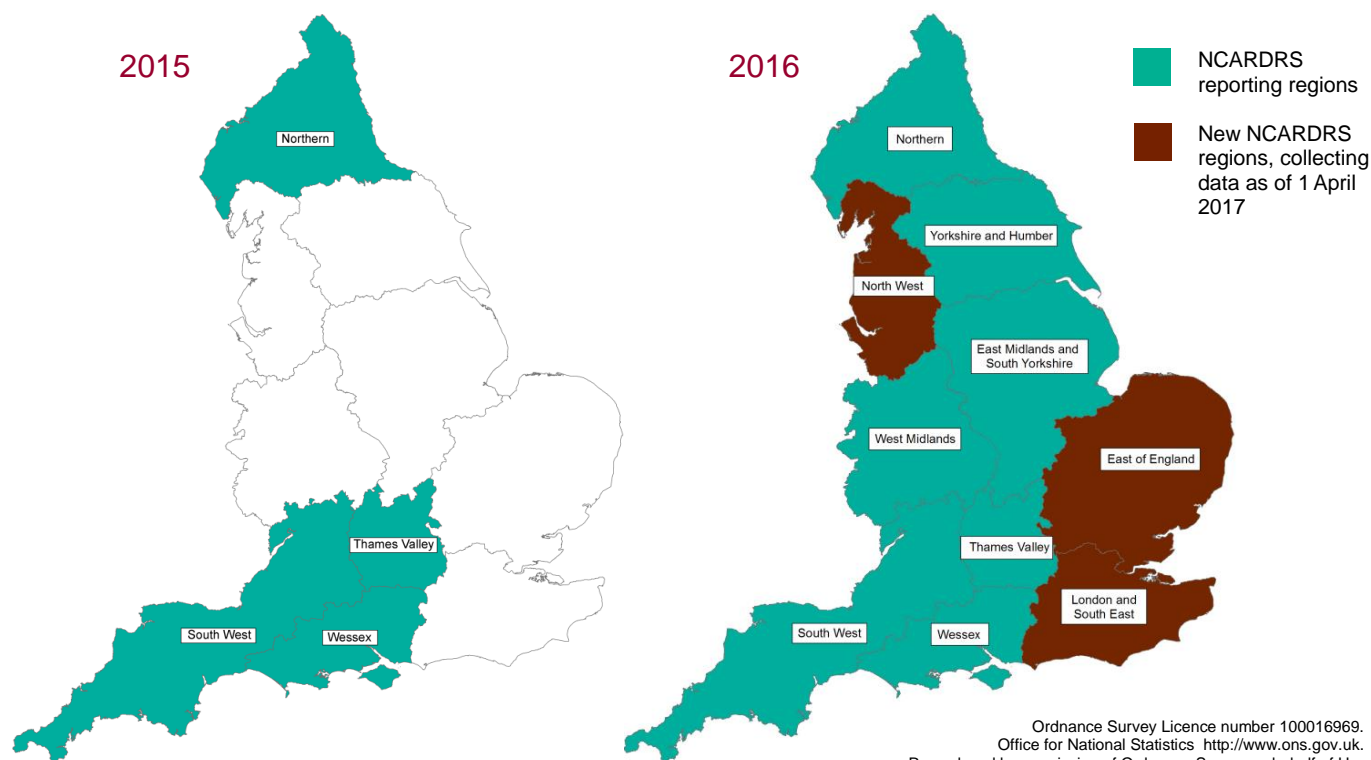 2015
Northern
Thames Valley
South West
Wessex
2016
Northern
Yorkshire and Humber
North West
East Midlands and
South Yorkshire
West Midlands
East of England
Thames Valley
London and
South East
South West
Wessex
NCARDRS
reporting regions
New NCARDRS
regions, collecting
data as of 1 April
2017
Ordnance Survey Licence number 100016969.
Office for National Statistics http://www.ons.gov.uk.